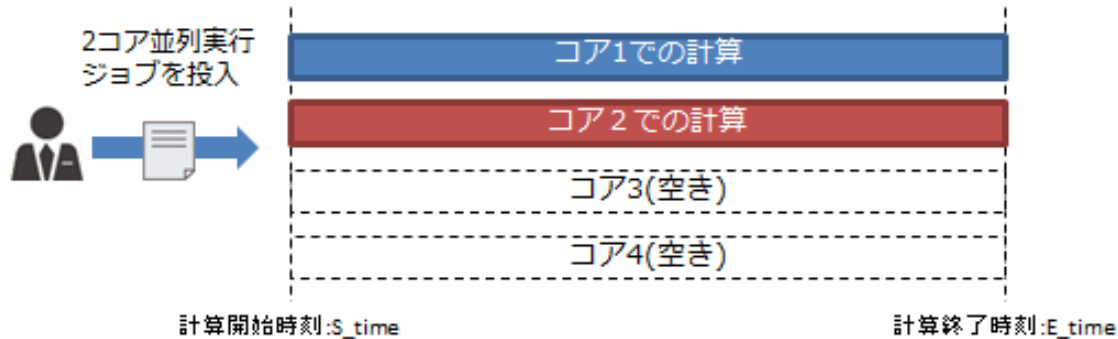 2コア並列実行
ジョブを投入
コア1での計算
コア２での計算
コア3(空き)
コア4(空き)
計算開始時刻:S_time
計算終了時刻:E_time